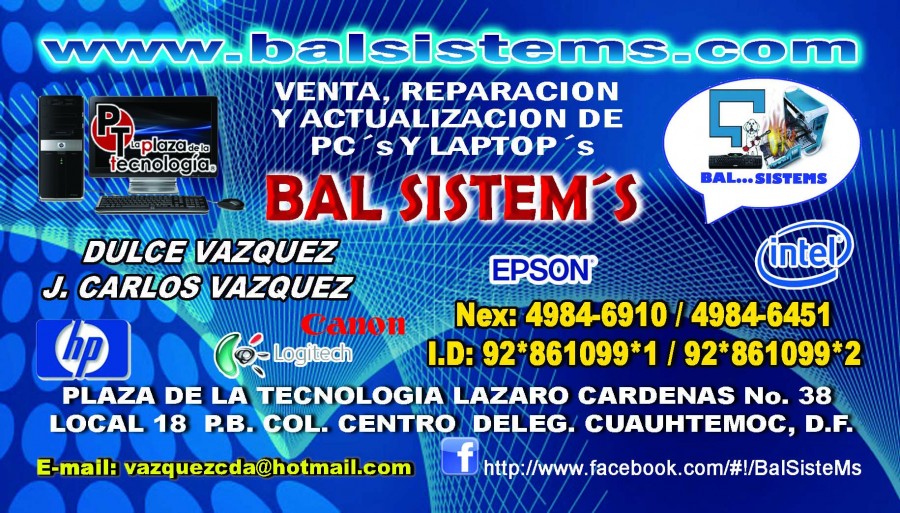 www.balsistems.com
VENTA, REPARACION
Y ACTUALIZACION DE
PC´s Y LAPTOP´s
PT
La plaza de la
tecnología®
BAL SISTEM´S
BAL...SISTEMS
DULCE VAZQUEZ
J. CARLOS VAZQUEZ
EPSON®
intel®
hp
Canon
Logitech
Nex: 4984-6910 / 4984-6451
I.D: 92*861099*1 / 92*861099*2
PLAZA DE LA TECNOLOGIA LAZARO CARDENAS No. 38
LOCAL 18 P.B. COL. CENTRO DELEG. CUAUHTEMOC, D.F.
E-mail: vazquezcda@hotmail.com
f http://www.facebook.com/#!/BalSisteMs